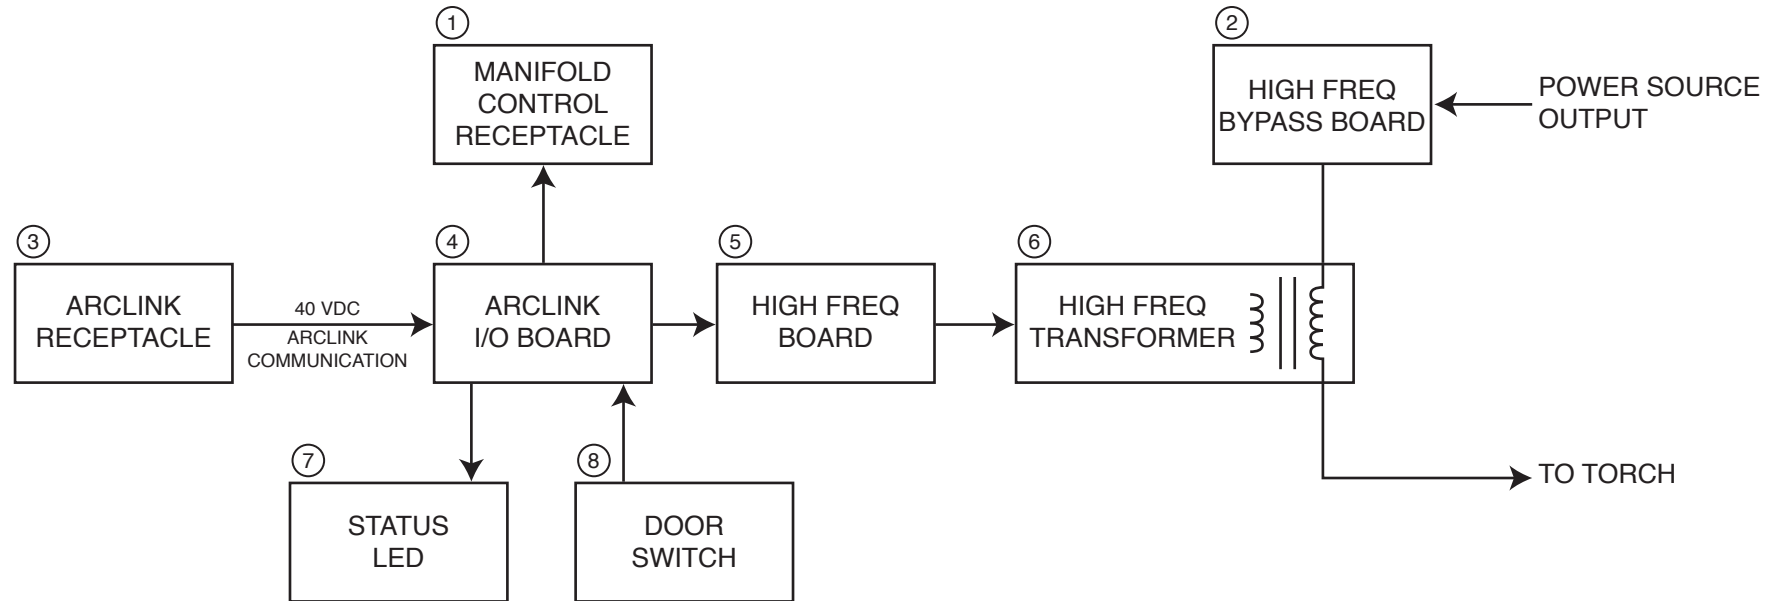 1
MANIFOLD
CONTROL
RECEPTACLE
2
HIGH FREQ
BYPASS BOARD
POWER SOURCE
OUTPUT
3
ARCLINK
RECEPTACLE
40 VDC
ARCLINK
COMMUNICATION
4
ARCLINK
I/O BOARD
5
HIGH FREQ
BOARD
6
HIGH FREQ
TRANSFORMER
7
STATUS
LED
8
DOOR
SWITCH
TO TORCH